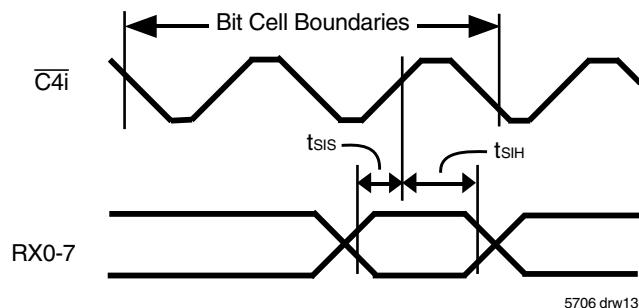 Bit Cell Boundaries
C4i
tSIS
tSIH
RX0-7
5706 drw13